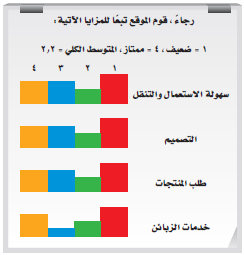 رجاءً، قوم الموقع تبعًا للمزايا الآتية:
١ = ضعيف، ٤ = ممتاز، المتوسط الكلي = ٢٫٢
١ ٢ ٣ ٤
سهولة الاستعمال والتنقل
التصميم
طلب المنتجات
خدمات الزبائن